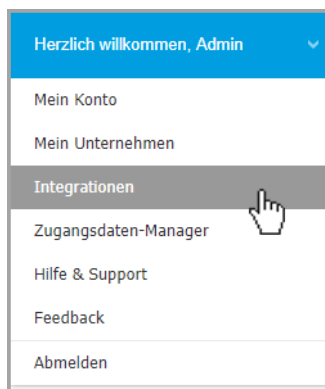 Herzlich willkommen, Admin
Mein Konto
Mein Unternehmen
Integrationen
Zugangsdaten-Manager
Hilfe & Support
Feedback
Abmelden